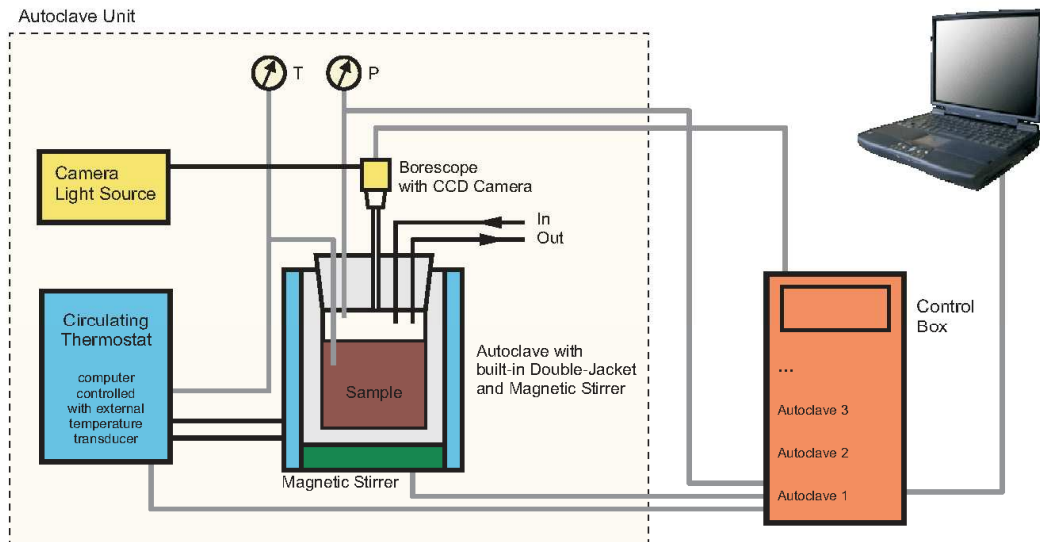 Autoclave Unit
T
P
Camera
Light Source
Borescope
with CCD Camera
In
Out
Circulating
Thermostat
computer
controlled
with external
temperature
transducer
Sample
Autoclave with
built-in Double-Jacket
and Magnetic Stirrer
Magnetic Stirrer
Control
Box
...
Autoclave 3
Autoclave 2
Autoclave 1